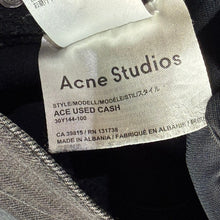 Acne Studios
STYLE/MODELL/MODÈLE/STIL/スタイル
ACE USED CASH
30Y144-100
CA 39815 / RN 131738
MADE IN ALBANIA / FABRIQUÉ EN ALBANIE